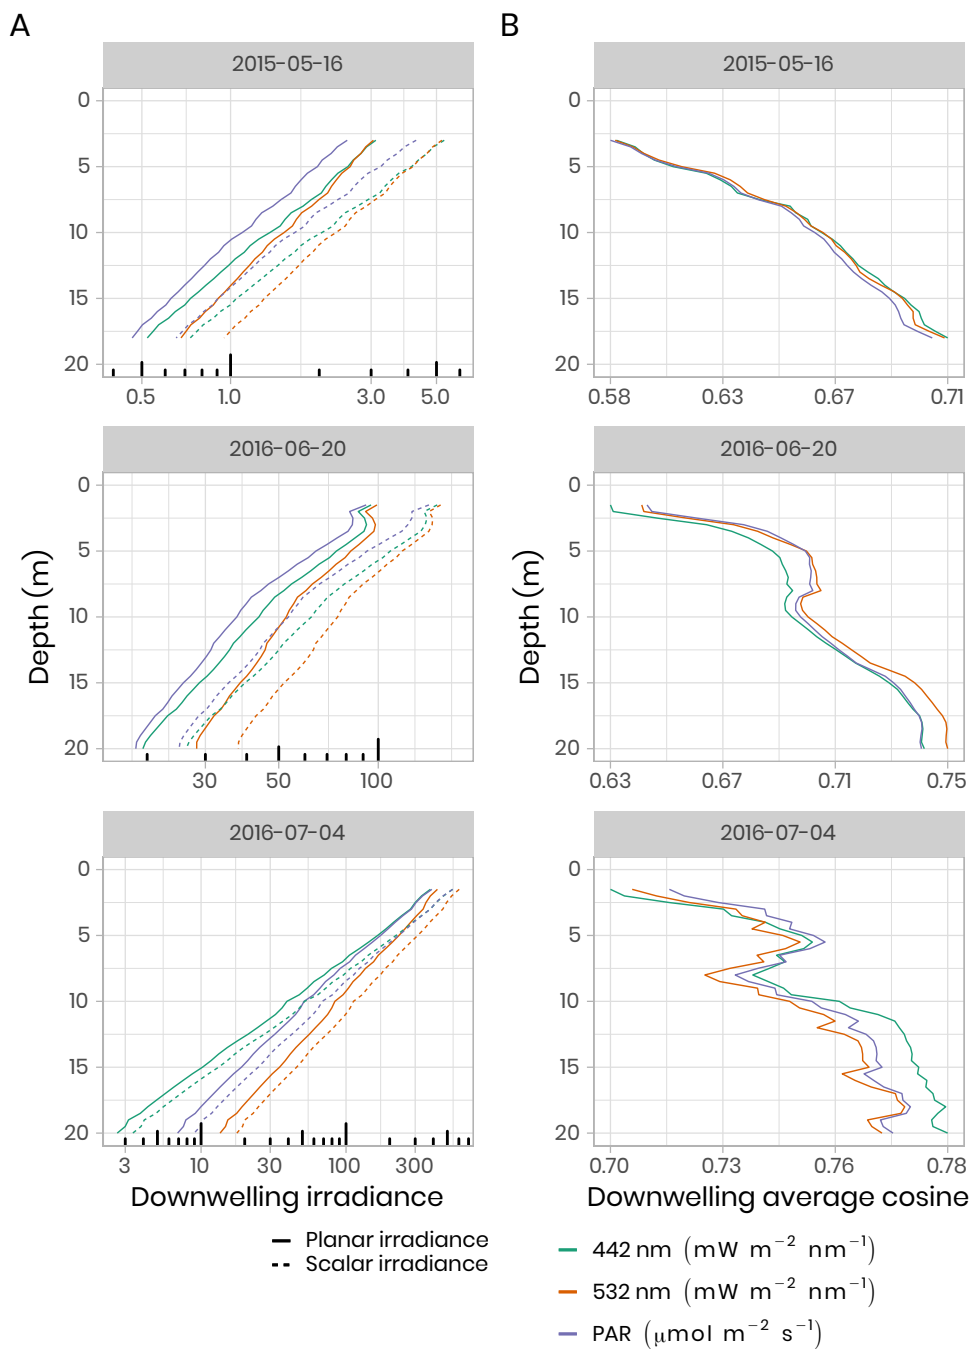 A B
2015-05-16 2015-05-16
0 0
5 5
10 10
15 15
20 20
0.5 1.0 3.0 5.0 0.58 0.63 0.67 0.71
2016-06-20 2016-06-20
0 0
5 5
10 10
15 15
20 20
30 50 100 0.63 0.67 0.71 0.75
Depth (m) Depth (m)
2016-07-04 2016-07-04
0 0
5 5
10 10
15 15
20 20
3 10 30 100 300 0.70 0.73 0.76 0.78
Downwelling irradiance Downwelling average cosine
Planar irradiance
Scalar irradiance
442 nm (mW m⁻² nm⁻¹)
532 nm (mW m⁻² nm⁻¹)
PAR (μmol m⁻² s⁻¹)